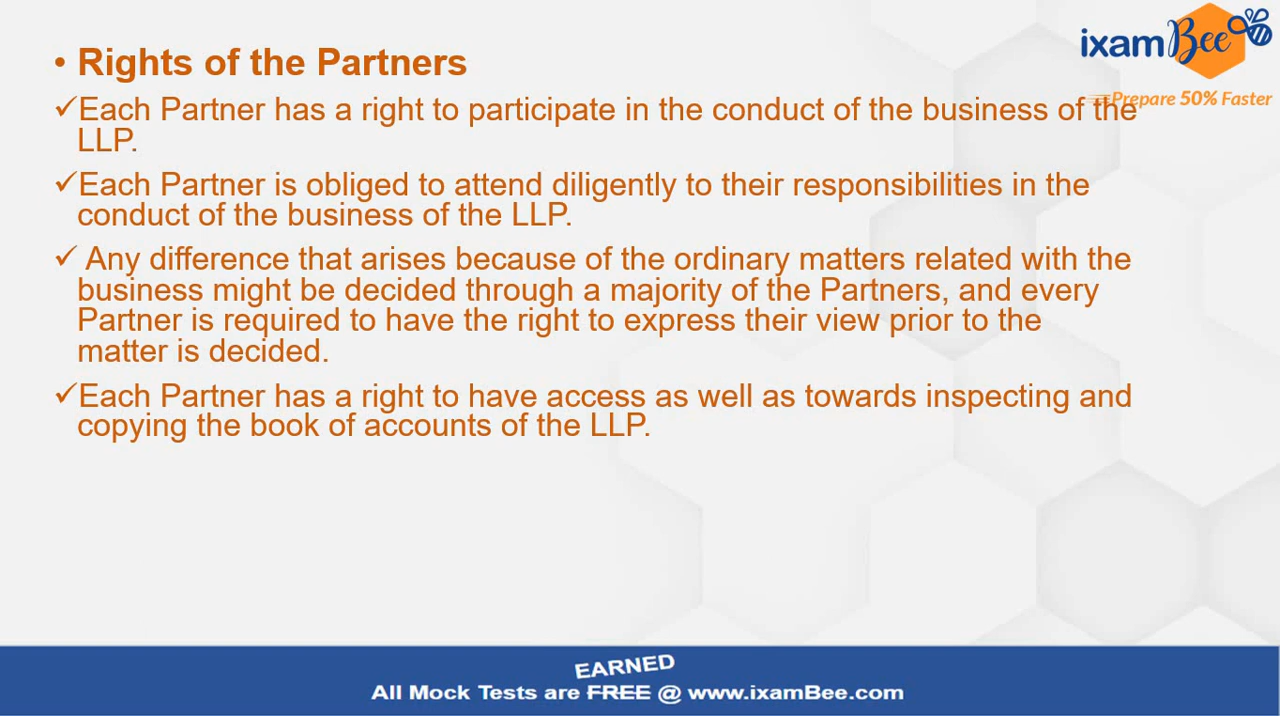 • Rights of the Partners
✓Each Partner has a right to participate in the conduct of the business of the
LLP.
✓Each Partner is obliged to attend diligently to their responsibilities in the
conduct of the business of the LLP.
✓ Any difference that arises because of the ordinary matters related with the
business might be decided through a majority of the Partners, and every
Partner is required to have the right to express their view prior to the
matter is decided.
✓Each Partner has a right to have access as well as towards inspecting and
copying the book of accounts of the LLP.
ixamBee
Prepare 50% Faster
EARNED
All Mock Tests are FREE @ www.ixamBee.com